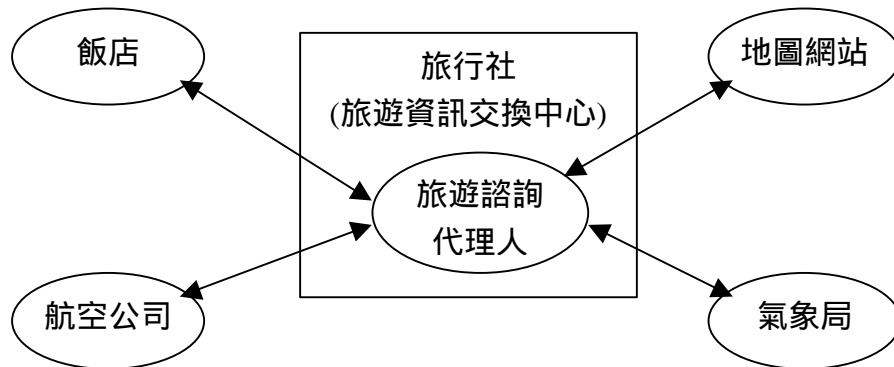 飯店
旅行社
(旅遊資訊交換中心)
地圖網站
旅遊諮詢
代理人
航空公司
氣象局